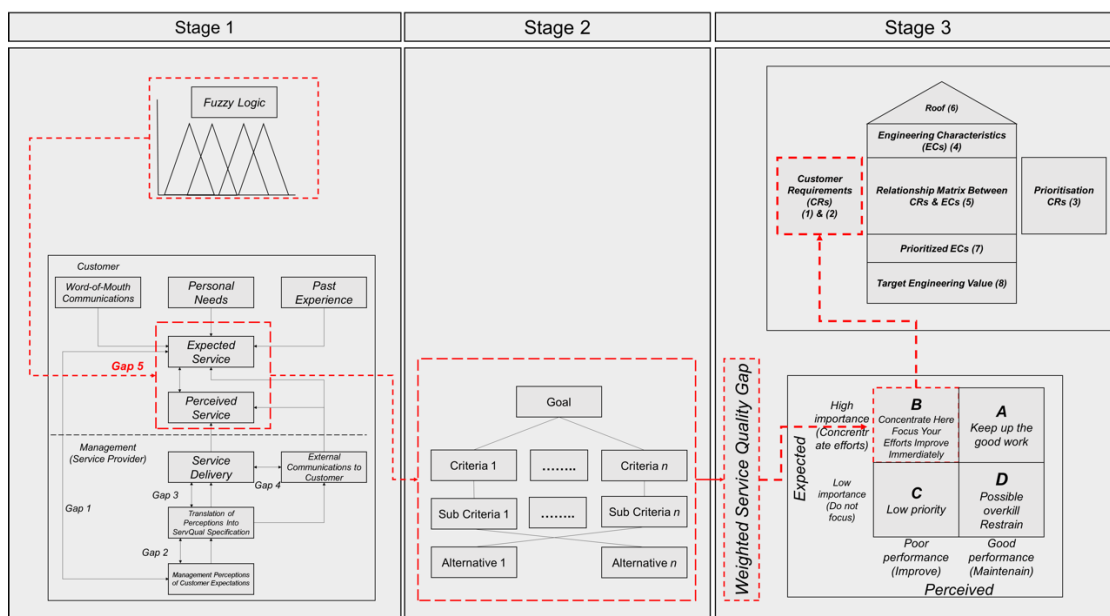 Stage 1
Stage 2
Stage 3
Fuzzy Logic
Customer
Word-of-Mouth
Communications
Personal
Needs
Past
Experience
Expected
Service
Gap 5
Perceived
Service
Management
(Service Provider)
Service
Delivery
External
Communications to
Customer
Gap 4
Gap 3
Gap 1
Translation of
Perceptions Into
ServQual Specification
Gap 2
Management Perceptions
of Customer Expectations
Goal
Criteria 1
........
Criteria n
Sub Criteria 1
........
Sub Criteria n
Alternative 1
Alternative n
Weighted Service Quality Gap
Roof (6)
Engineering Characteristics
(ECs) (4)
Customer
Requirements
(CRs)
(1) & (2)
Relationship Matrix Between
CRs & ECs (5)
Prioritisation
CRs (3)
Prioritized ECs (7)
Target Engineering Value (8)
Expected
High
importance
(Concrentr
ate efforts)
B
Concentrate Here
Focus Your
Efforts Improve
Immediately
A
Keep up the
good work
Low
importance
(Do not
focus)
C
Low priority
D
Possible
overkill
Restrain
Poor
performance
(Improve)
Good
performance
(Maintenain)
Perceived